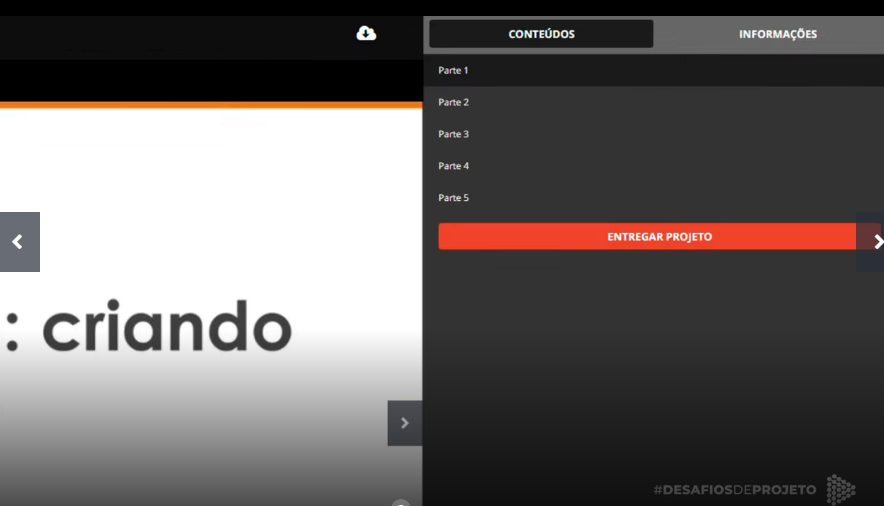 CONTEÚDOS
INFORMAÇÕES
Parte 1
Parte 2
Parte 3
Parte 4
Parte 5
ENTREGAR PROJETO
: criando
#DESAFIOSDEPROJETO